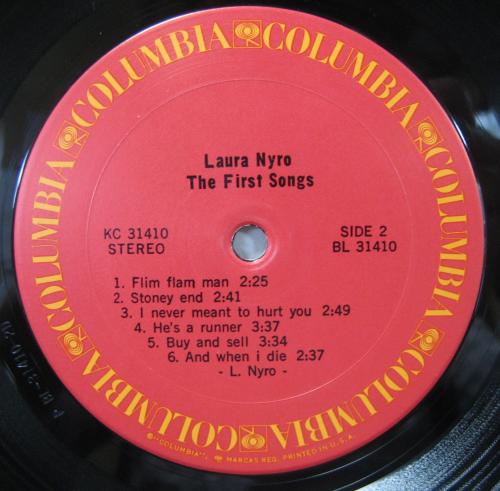 COLUMBIA COLUMBIA COLUMBIA COLUMBIA COLUMBIA COLUMBIA
Laura Nyro
The First Songs
KC 31410
STEREO
SIDE 2
BL 31410
1. Flim flam man 2:25
2. Stoney end 2:41
3. I never meant to hurt you 2:49
4. He's a runner 3:37
5. Buy and sell 3:34
6. And when i die 2:37
- L. Nyro -
©"COLUMBIA", MARCAS REG. PRINTED IN U.S.A.